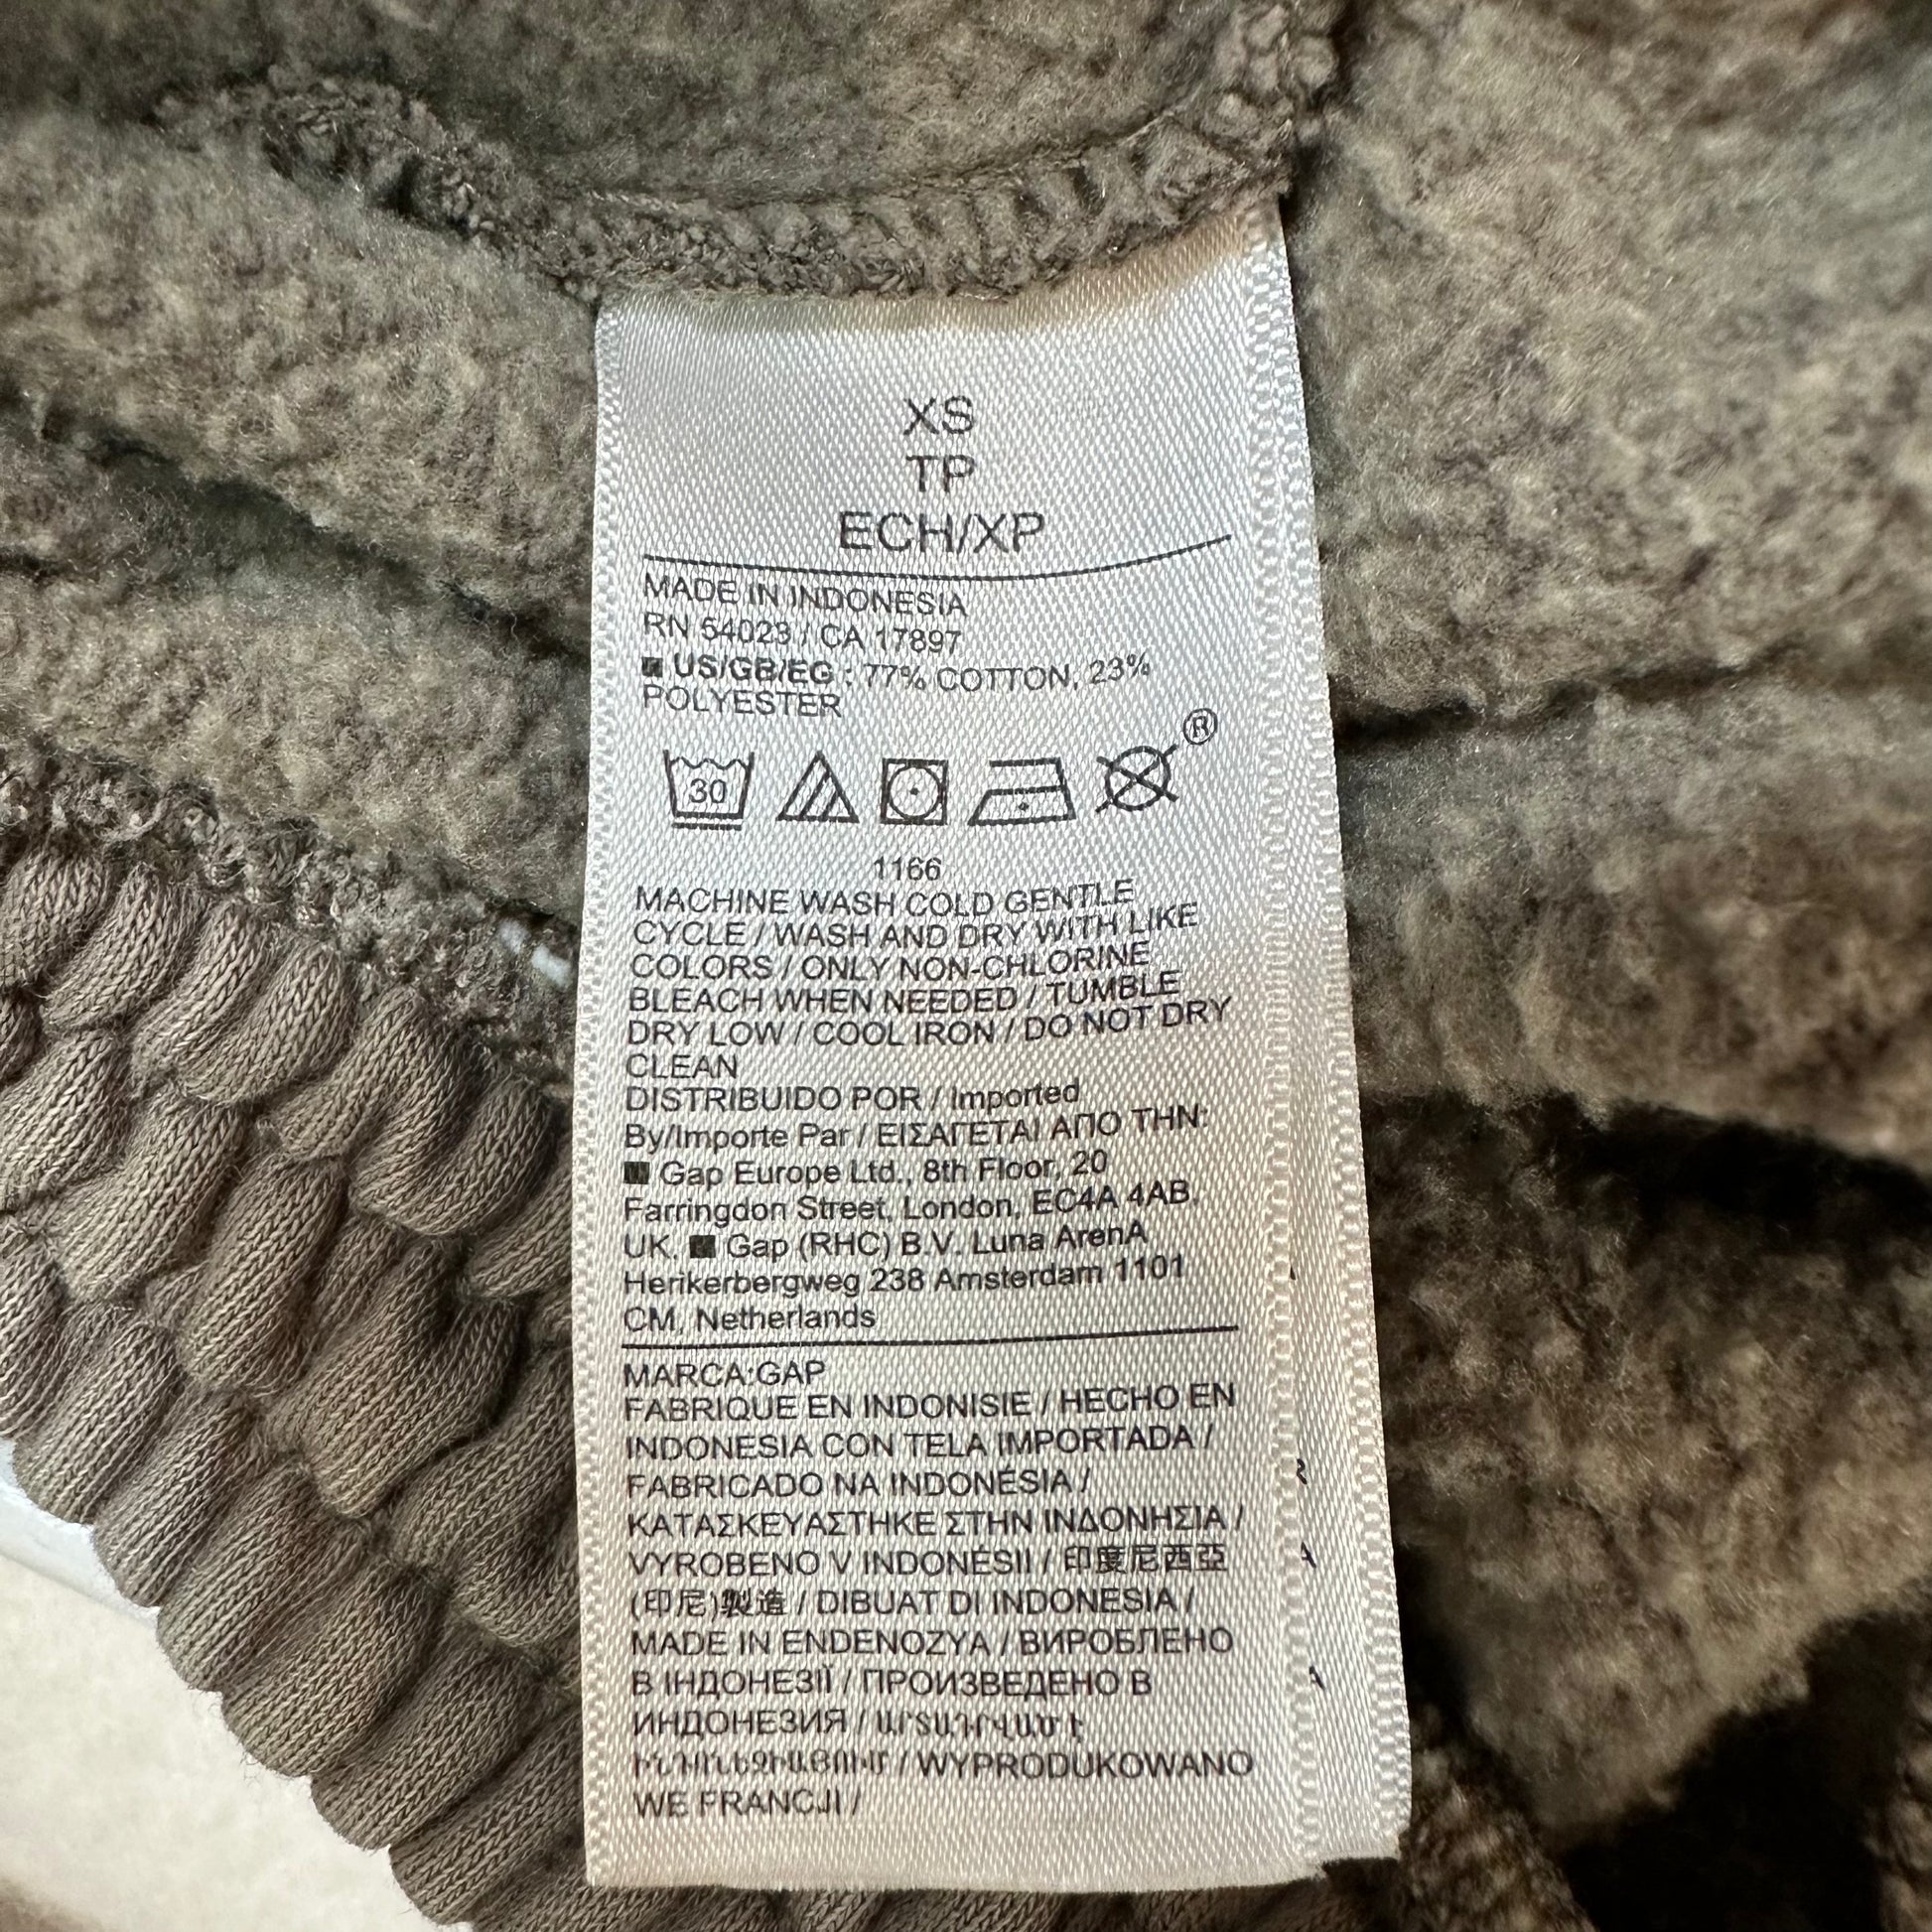 XS
TP
ECH/XP
MADE IN INDONESIA
RN 54023 / CA 17897
■ US/GB/EG : 77% COTTON, 23%
POLYESTER
30
®
1166
MACHINE WASH COLD GENTLE
CYCLE / WASH AND DRY WITH LIKE
COLORS / ONLY NON-CHLORINE
BLEACH WHEN NEEDED / TUMBLE
DRY LOW / COOL IRON / DO NOT DRY
CLEAN
DISTRIBUIDO POR / Imported
By/Importe Par / ΕΙΣΑΓΕΤΑΙ ΑΠΟ ΤΗΝ:
■ Gap Europe Ltd., 8th Floor, 20
Farringdon Street, London, EC4A 4AB,
UK, ■ Gap (RHC) B.V. Luna ArenA
Herikerbergweg 238 Amsterdam 1101
CM, Netherlands
MARCA:GAP
FABRIQUE EN INDONISIE / HECHO EN
INDONESIA CON TELA IMPORTADA /
FABRICADO NA INDONÉSIA /
ΚΑΤΑΣΚΕΥΑΣΤΗΚΕ ΣΤΗΝ ΙΝΔΟΝΗΣΙΑ /
VYROBENO V INDONÉSII / 印度尼西亞
(印尼)製造 / DIBUAT DI INDONESIA /
MADE IN ENDENOZYA / ВИРОБЛЕНО
В ІНДОНЕЗІЇ / ПРОИЗВЕДЕНО В
ИНДОНЕЗИЯ / ԱՐՏԱԴՐՎԱԾ Է
/ WYPRODUKOWANO
WE FRANCJI /